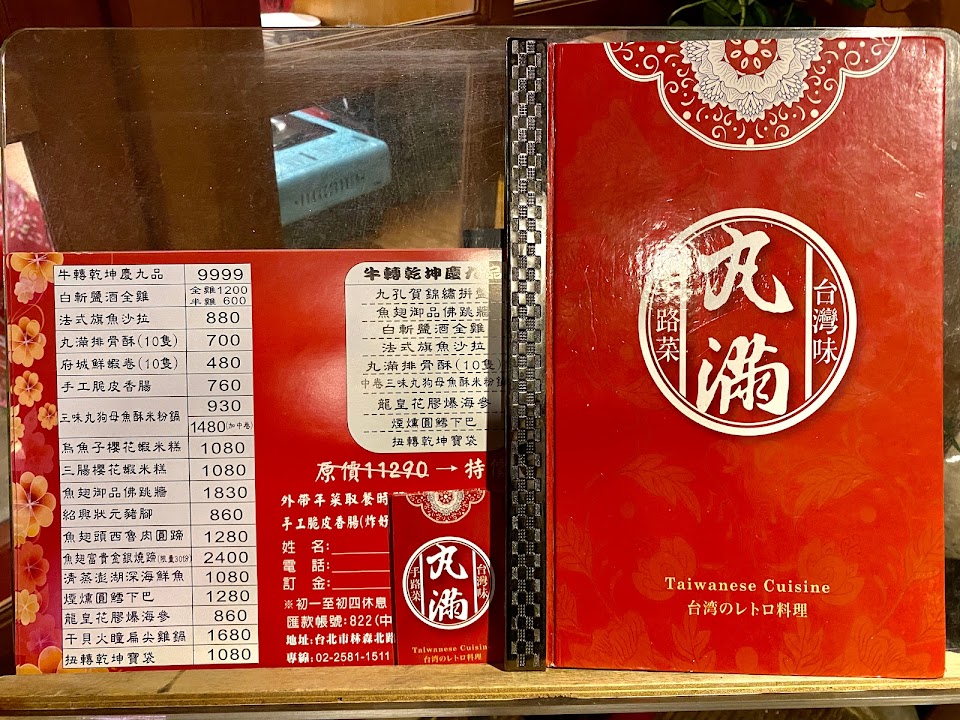 牛轉乾坤慶九品 9999
白斬鹽酒全雞 全雞1200
半雞 600
法式旗魚沙拉 880
丸滿排骨酥(10隻) 700
府城鮮蝦卷(10隻) 480
手工脆皮香腸 760
三味丸狗母魚酥米粉鍋 930
1480(加中卷)
烏魚子櫻花蝦米糕 1080
三腸櫻花蝦米糕 1080
魚翅御品佛跳牆 1830
紹興狀元豬腳 860
魚翅頭西魯肉圓蹄 1280
魚翅富貴金銀燒蹄(限量30份) 2400
清蒸澎湖深海鮮魚 1080
煙燻圓鱈下巴 1280
龍皇花膠爆海參 860
干貝火瞳扁尖雞鍋 1680
扭轉乾坤寶袋 1080
牛轉乾坤慶九品
九孔賀錦繡拼盤
魚翅御品佛跳牆
白斬鹽酒全雞
法式旗魚沙拉
丸滿排骨酥(10隻)
中卷三味丸狗母魚酥米粉鍋
龍皇花膠爆海參
煙燻圓鱈下巴
扭轉乾坤寶袋
原價11290→特
外帶年菜取餐時
手工脆皮香腸(炸好
姓 名:
電 話:
訂 金:
※初一至初四休息
匯款帳號:822(中
地址:台北市林森北路
專線:02-2581-1511
手路菜
丸滿
台灣味
Taiwanese Cuisin
台湾のレトロ料理
路菜
丸滿
台灣味
Taiwanese Cuisine
台湾のレトロ料理